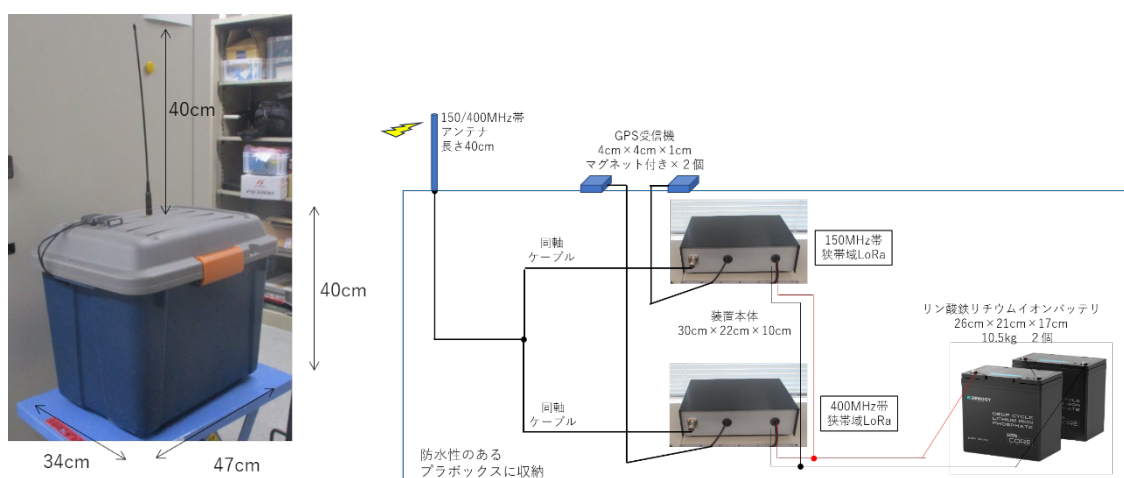 40cm
40cm
34cm
47cm
150/400MHz帯
アンテナ
長さ40cm
GPS受信機
4cm×4cm×1cm
マグネット付き×２個
同軸
ケーブル
150MHz帯
狭帯域LoRa
装置本体
30cm×22cm×10cm
リン酸鉄リチウムイオンバッテリ
26cm×21cm×17cm
10.5kg　２個
同軸
ケーブル
400MHz帯
狭帯域LoRa
防水性のある
プラボックスに収納
DEEP CYCLE
LITHIUM IRON
PHOSPHATE
CORE